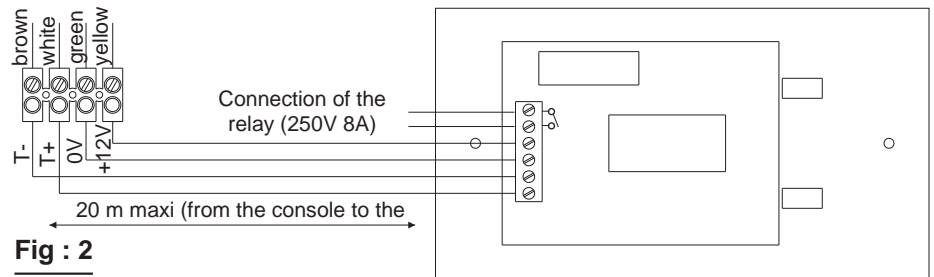 brown
white
green
yellow
Connection of the
relay (250V 8A)
T-
T+
0V
+12V
20 m maxi (from the console to the
Fig : 2